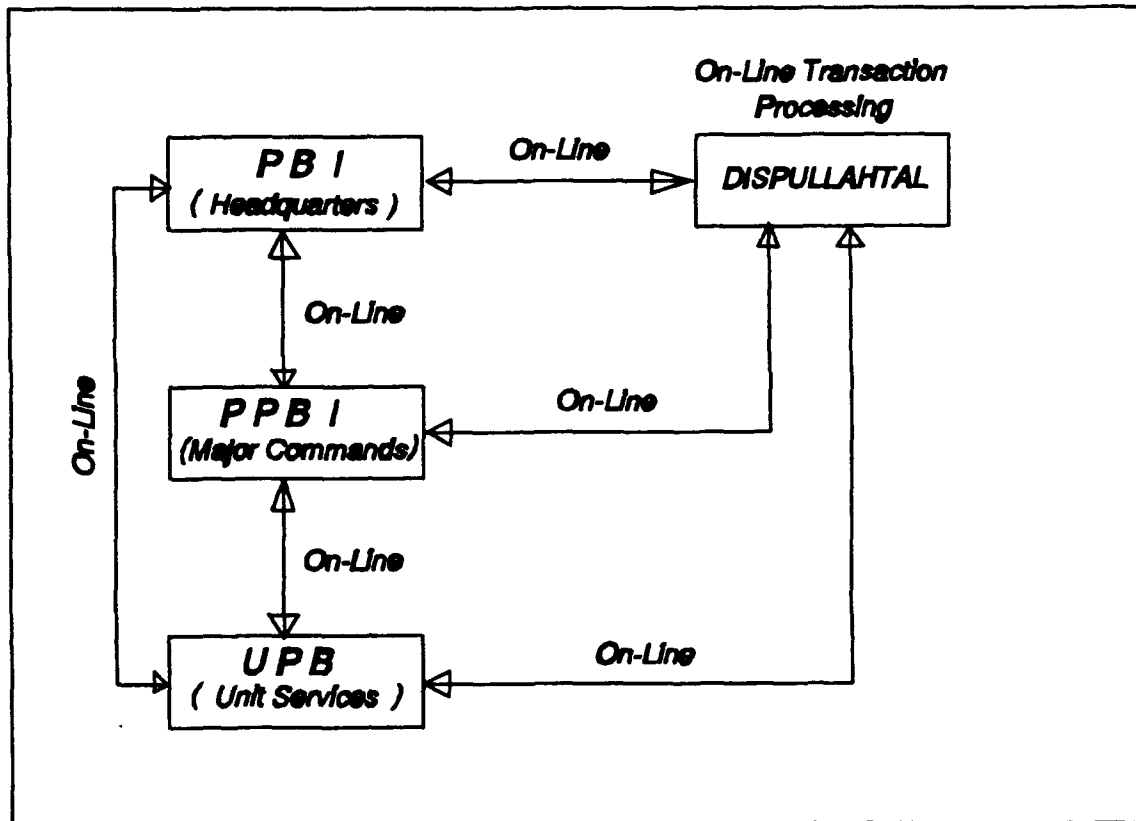 On-Line Transaction
Processing
P B I
( Headquarters )
On-Line
DISPULLAHTAL
On-Line
On-Line
P P B I
(Major Commands)
On-Line
On-Line
U P B
( Unit Services )
On-Line